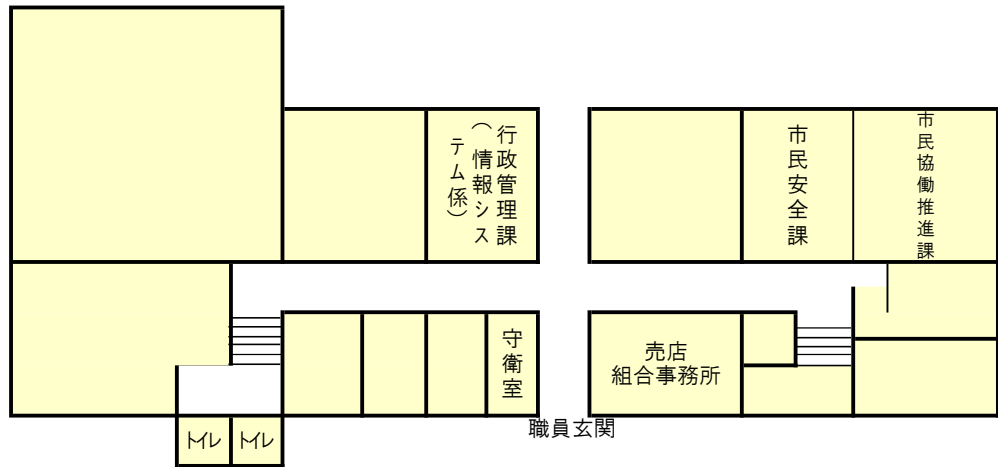 行政管理課
（情報シス
テム係）
市民安全課
市民協働推進課
守衛室
売店
組合事務所
職員玄関
トイレ
トイレ